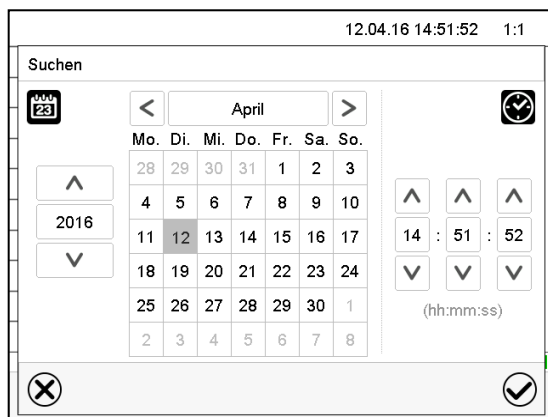 12.04.16 14:51:52 1:1
Suchen
23
< April >
Mo. Di. Mi. Do. Fr. Sa. So.
28 29 30 31 1 2 3
4 5 6 7 8 9 10
11 12 13 14 15 16 17
18 19 20 21 22 23 24
25 26 27 28 29 30 1
2 3 4 5 6 7 8
2016
14 : 51 : 52
(hh:mm:ss)